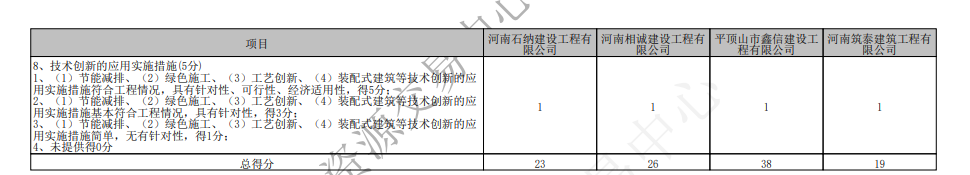 项目
河南石纳建设工程有限公司
河南相诚建设工程有限公司
平顶山市鑫信建设工程有限公司
河南筑泰建筑工程有限公司
8、技术创新的应用实施措施(5分)
1、（1）节能减排、（2）绿色施工、（3）工艺创新、（4）装配式建筑等技术创新的应
用实施措施符合工程情况，具有针对性、可行性、经济适用性，得5分；
2、（1）节能减排、（2）绿色施工、（3）工艺创新、（4）装配式建筑等技术创新的应
用实施措施基本符合工程情况，具有针对性，得3分；
3、（1）节能减排、（2）绿色施工、（3）工艺创新、（4）装配式建筑等技术创新的应
用实施措施简单，无有针对性，得1分；
4、未提供得0分
1 1 1 1
总得分 23 26 38 19
资源交易中心
易中心